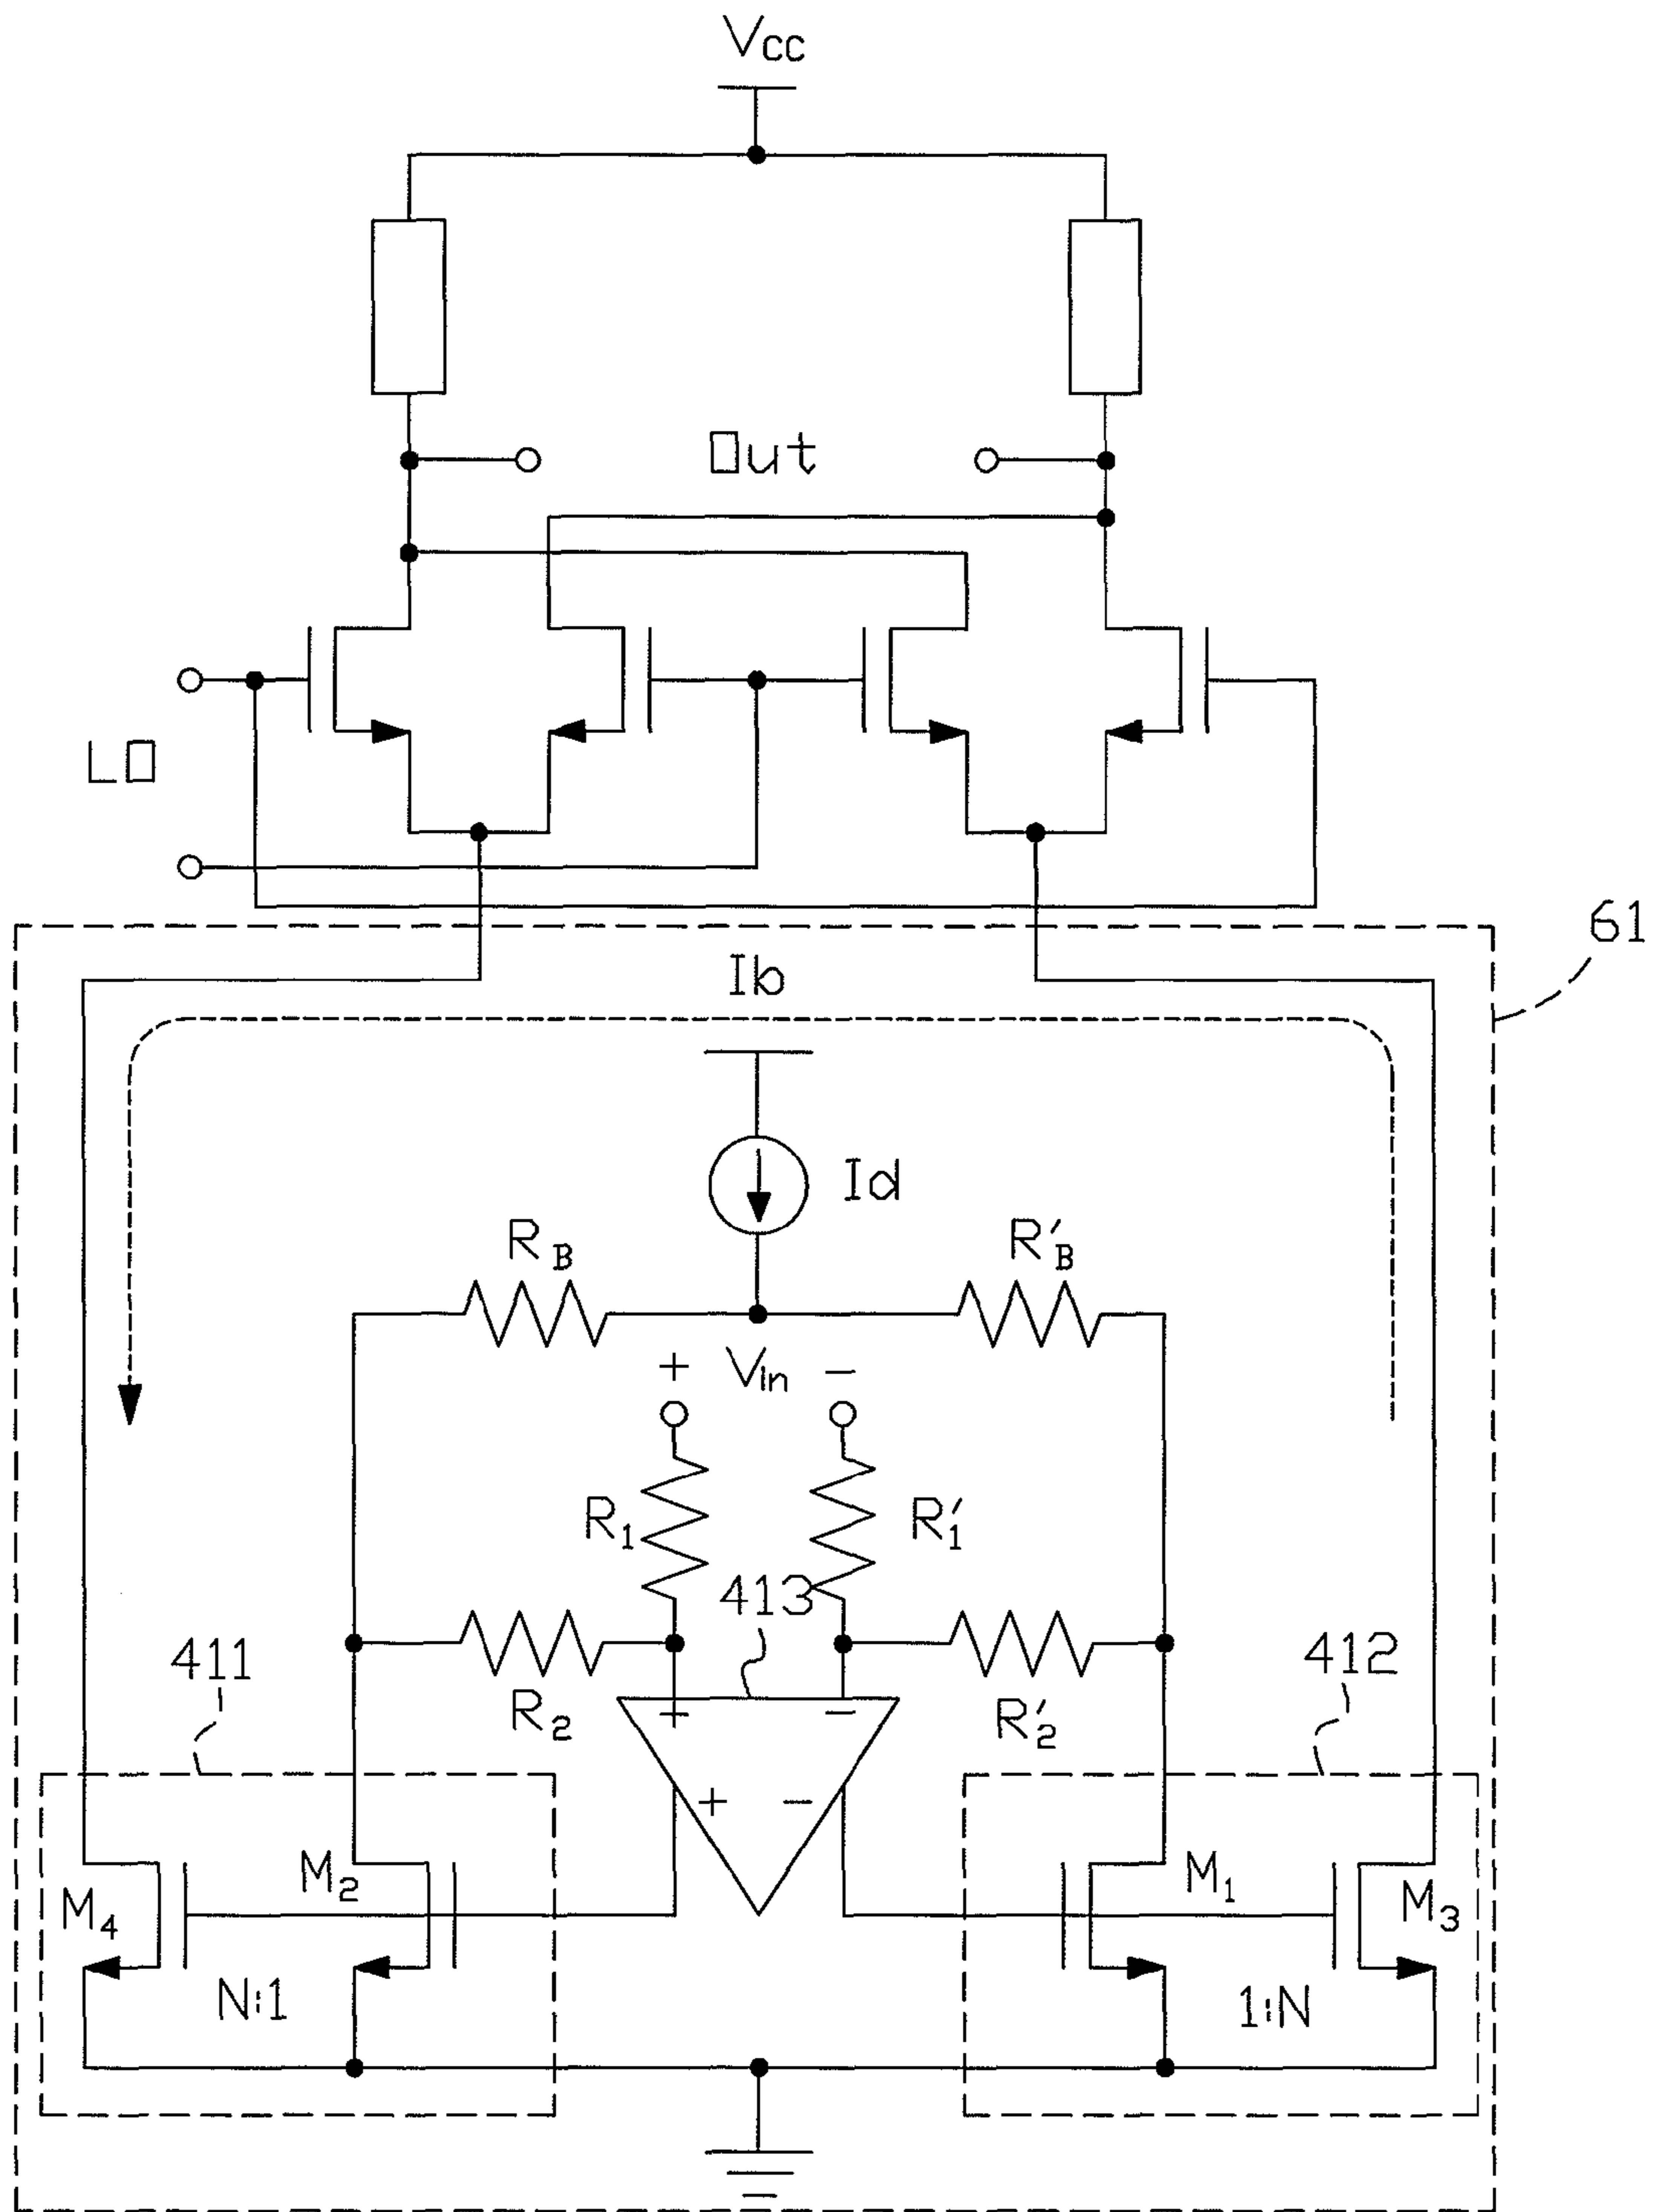 Vcc
Out
LO
61
Ib
Id
RB
R'B
+ Vin −
R1
R'1
413
411
412
R2
R'2
+ −
+ −
M4
M2
M1
M3
N:1
1:N